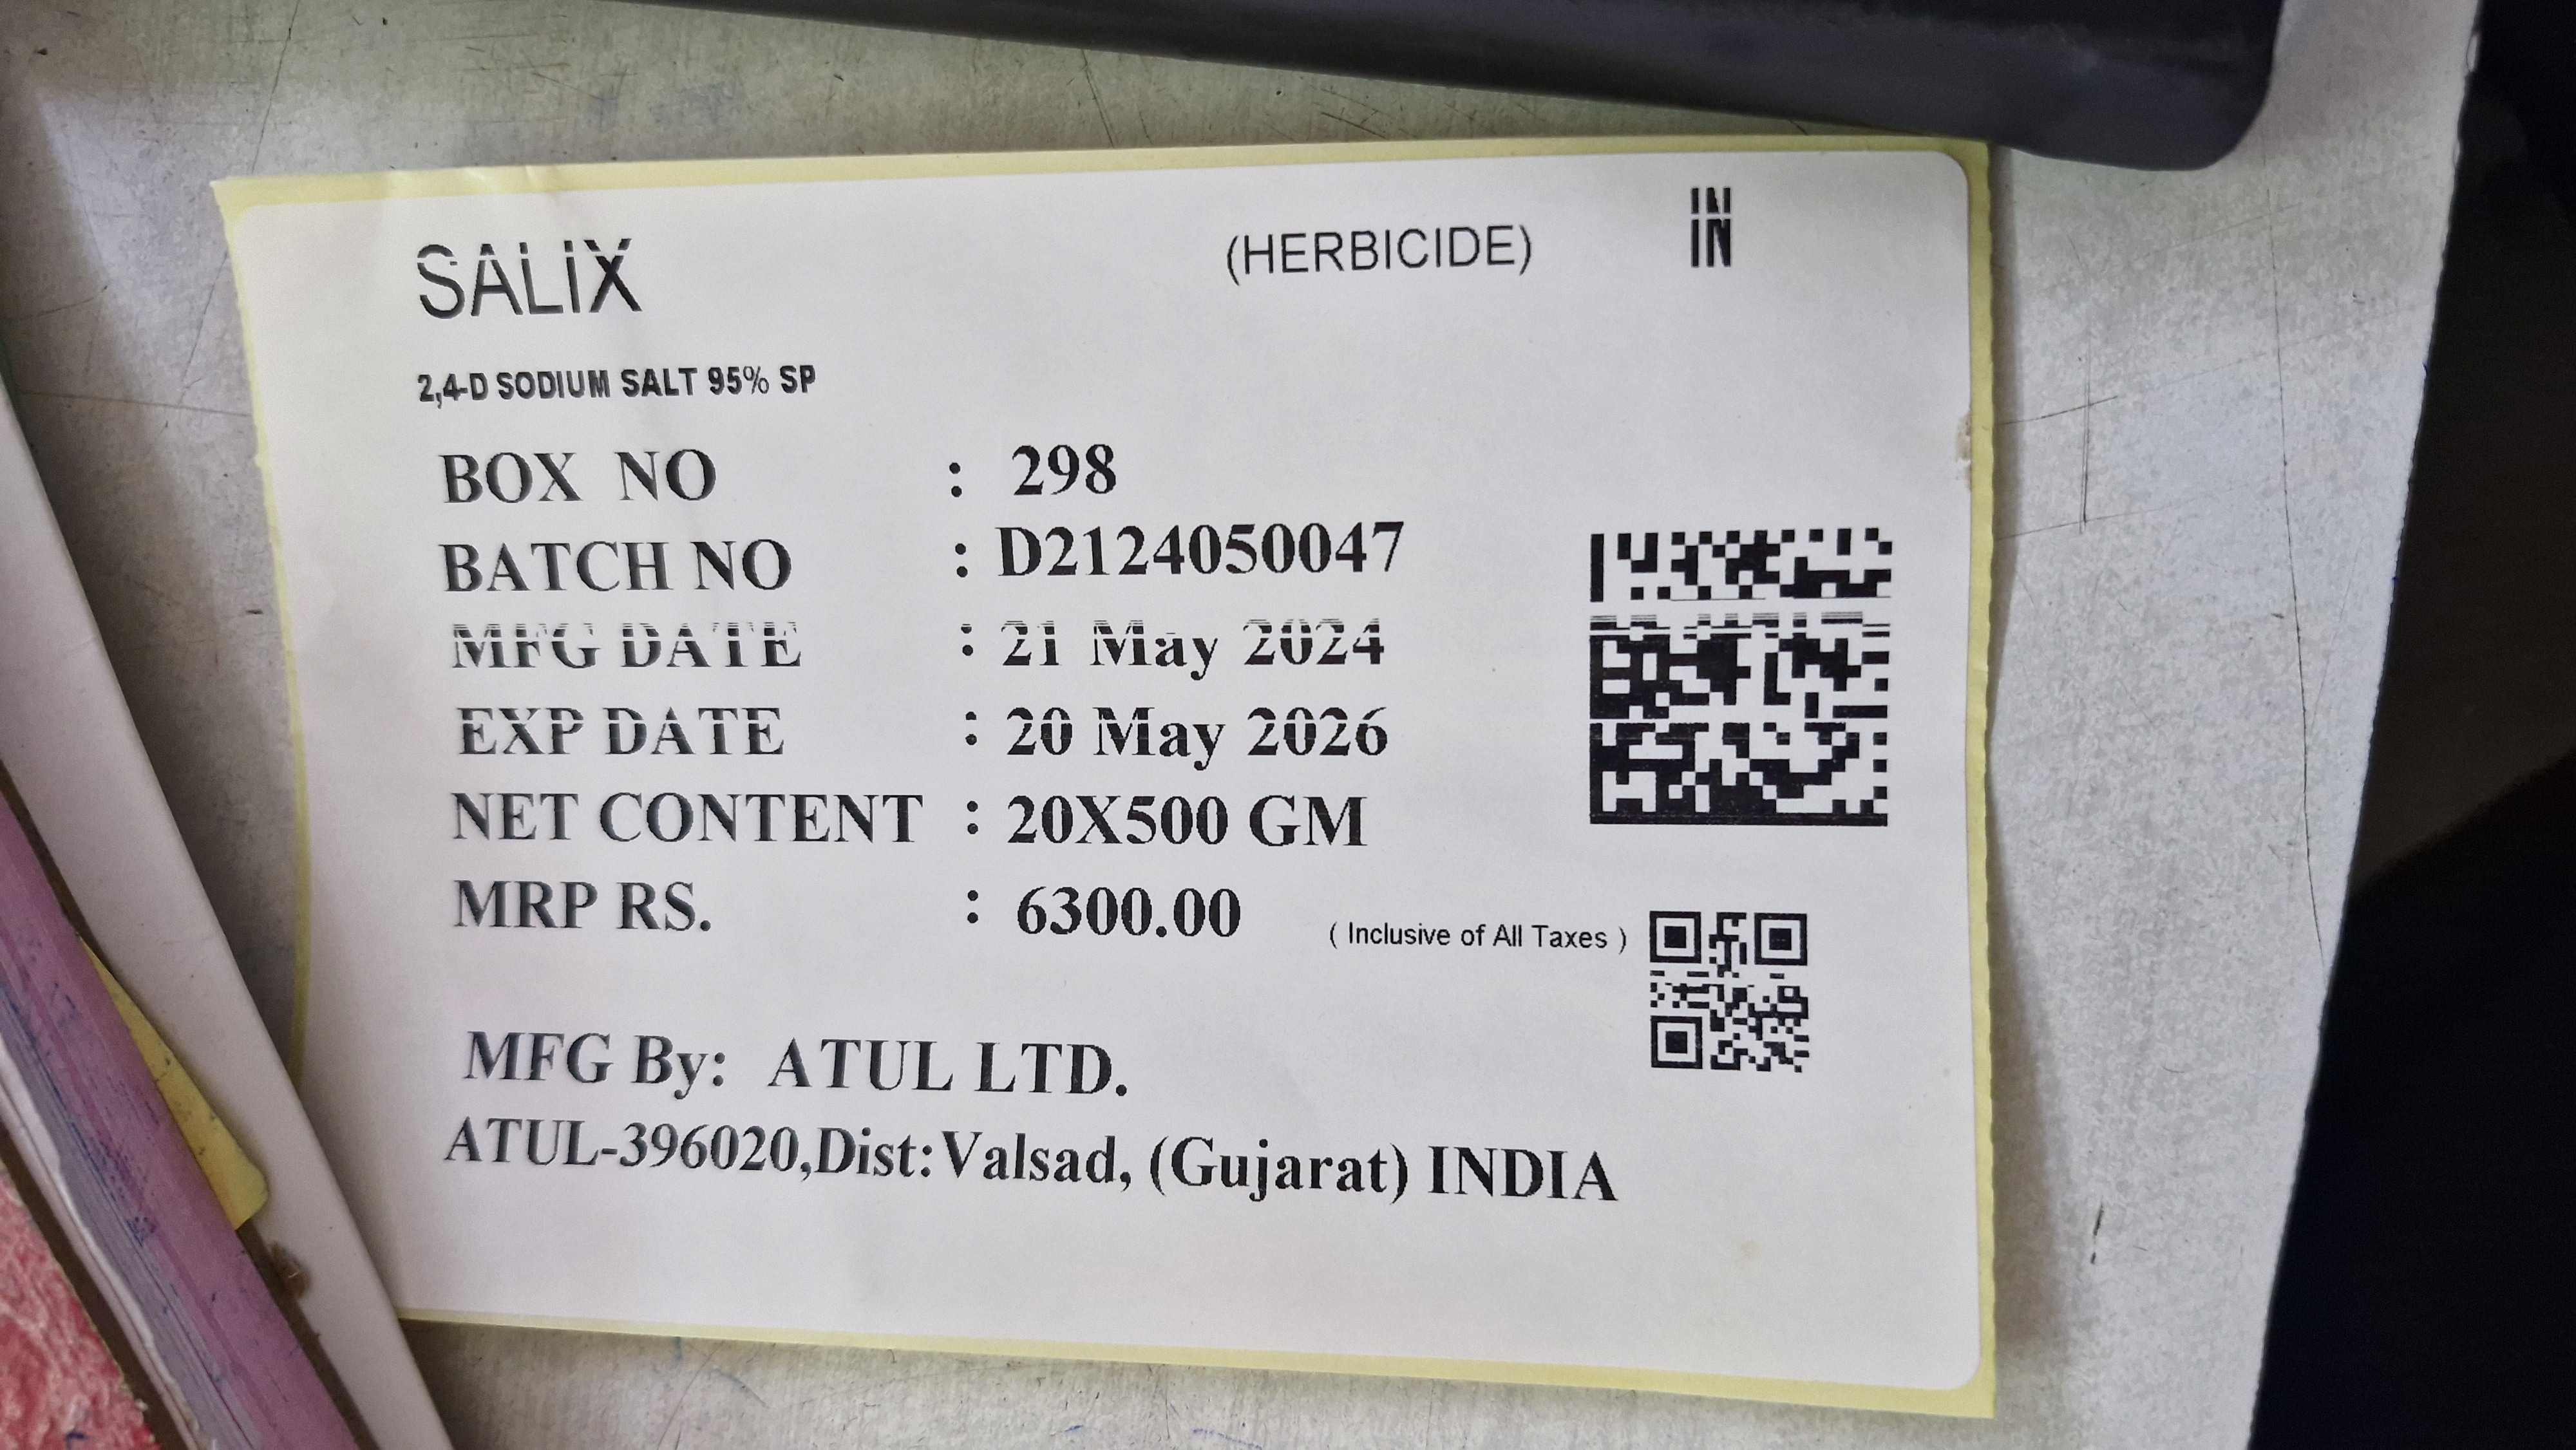 SALIX (HERBICIDE) IN
2,4-D SODIUM SALT 95% SP
BOX NO : 298
BATCH NO : D2124050047
MFG DATE : 21 May 2024
EXP DATE : 20 May 2026
NET CONTENT : 20X500 GM
MRP RS. : 6300.00 ( Inclusive of All Taxes )
MFG By: ATUL LTD.
ATUL-396020,Dist:Valsad, (Gujarat) INDIA